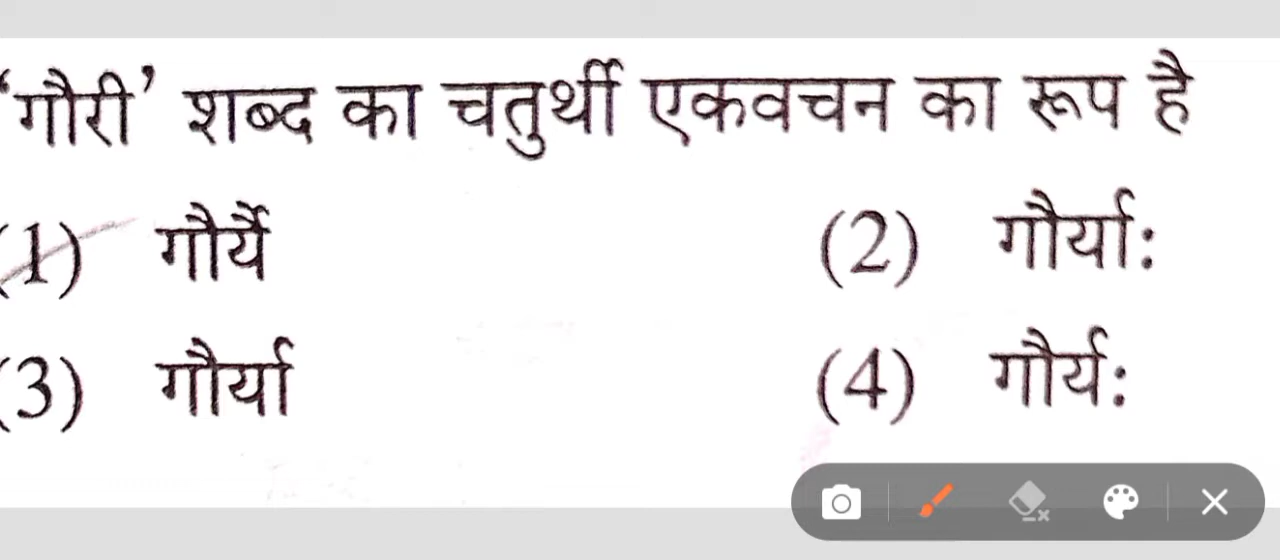 'गौरी' शब्द का चतुर्थी एकवचन का रूप है
(1) गौर्यै (2) गौर्याः
(3) गौर्या (4) गौर्यः